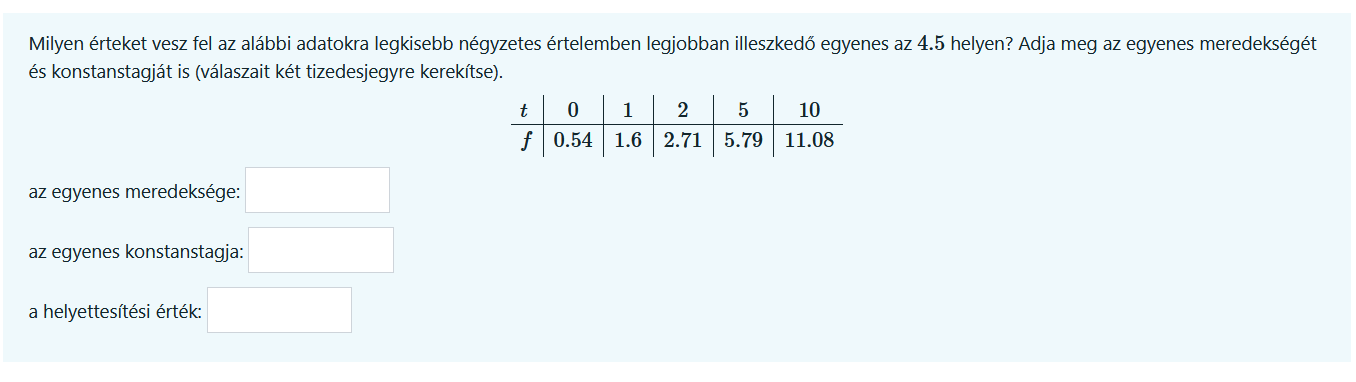 Milyen érteket vesz fel az alábbi adatokra legkisebb négyzetes értelemben legjobban illeszkedő egyenes az 4.5 helyen? Adja meg az egyenes meredekségét
és konstanstagját is (válaszait két tizedesjegyre kerekítse).
t 0 1 2 5 10
f 0.54 1.6 2.71 5.79 11.08
az egyenes meredeksége:
az egyenes konstanstagja:
a helyettesítési érték: